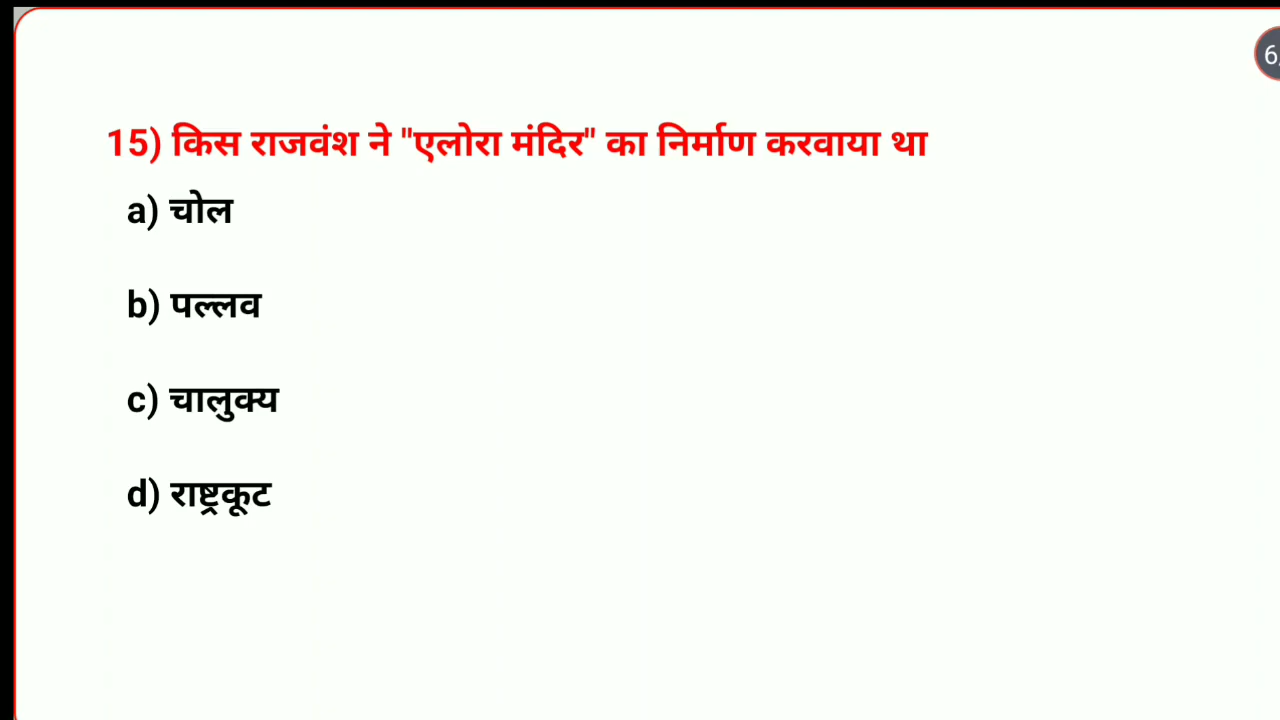 15) किस राजवंश ने "एलोरा मंदिर" का निर्माण करवाया था
a) चोल
b) पल्लव
c) चालुक्य
d) राष्ट्रकूट